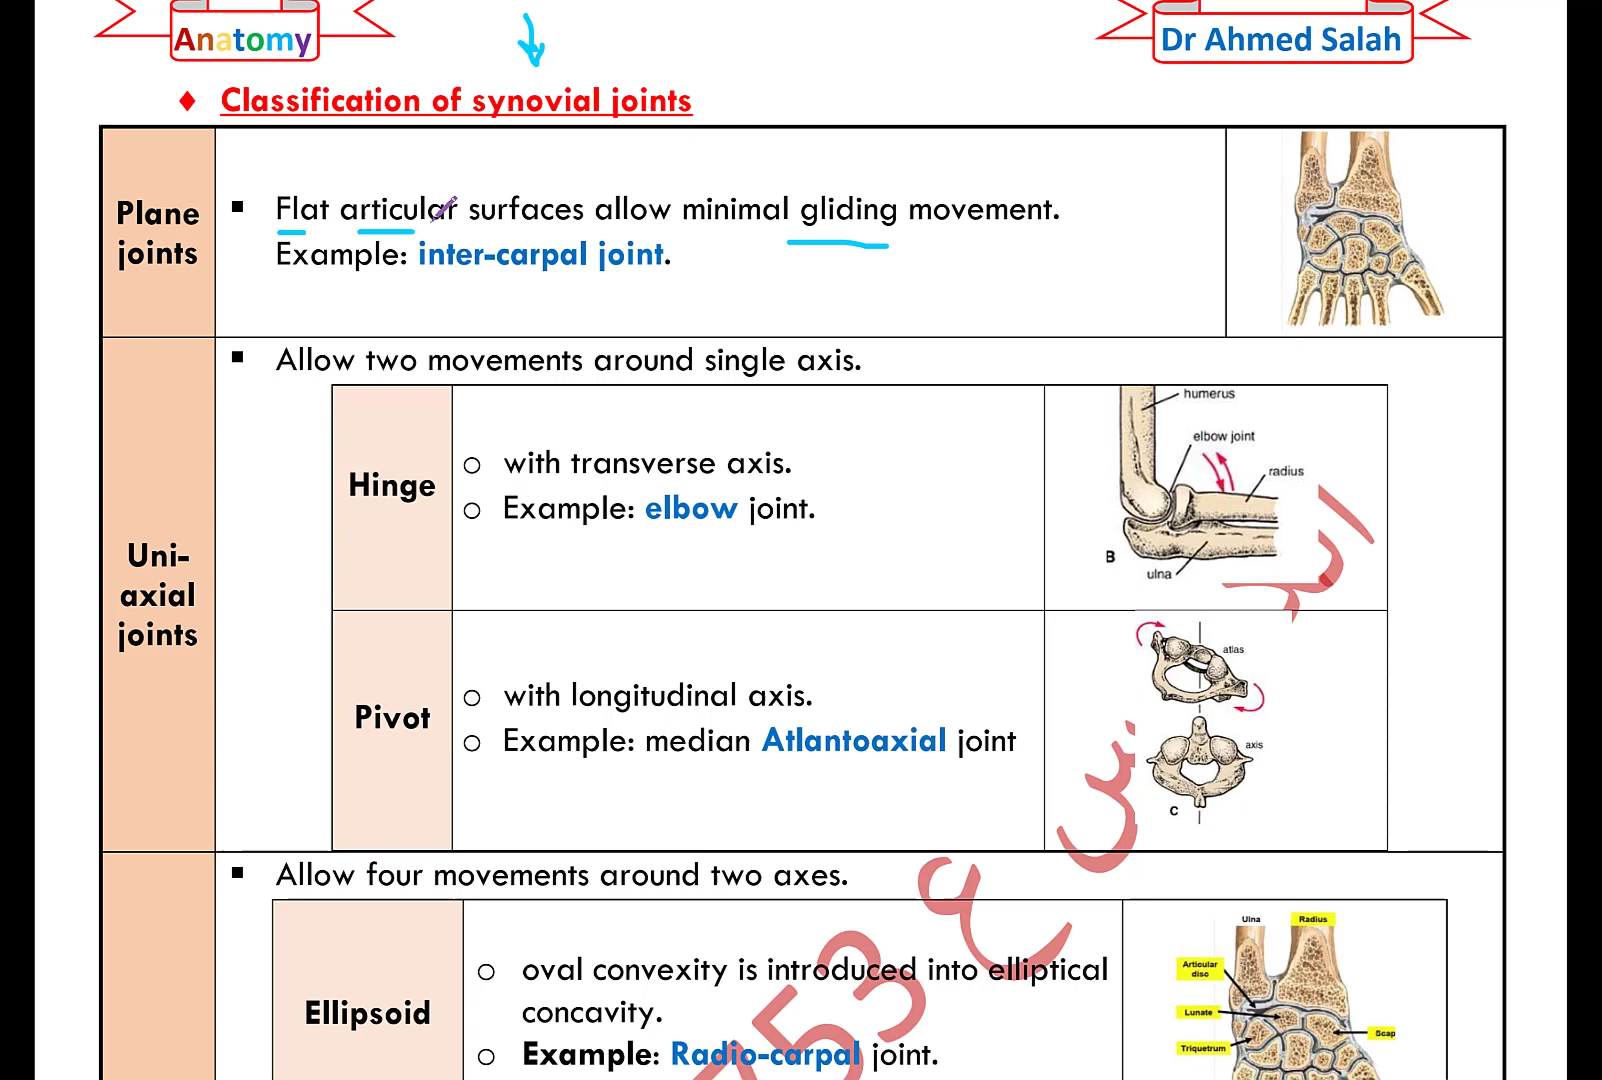 Anatomy
Dr Ahmed Salah
Classification of synovial joints
Plane joints
Flat articular surfaces allow minimal gliding movement.
Example: inter-carpal joint.
Uni-
axial
joints
Allow two movements around single axis.
Hinge
with transverse axis.
Example: elbow joint.
humerus
elbow joint
radius
B
ulna
Pivot
with longitudinal axis.
Example: median Atlantoaxial joint
atlas
axis
C
Allow four movements around two axes.
Ellipsoid
oval convexity is introduced into elliptical
concavity.
Example: Radio-carpal joint.
Ulna
Radius
Articular
disc
Lunate
Scap
Triquetrum
753